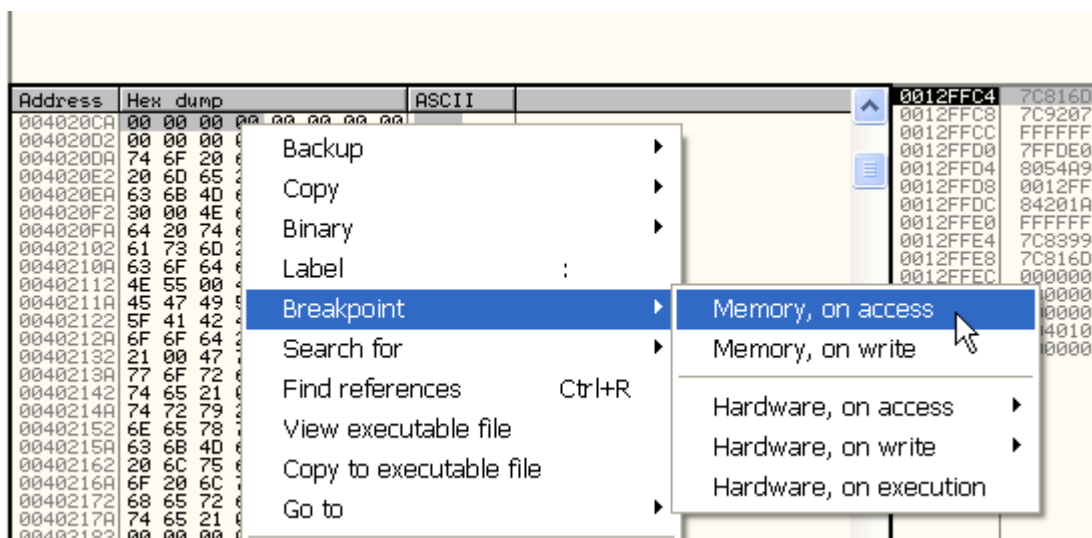 Address Hex dump ASCII
004020CA 00 00 00 00 00 00 00 00
004020D2 00 00 00
004020DA 74 6F 20
004020E2 20 6D 65
004020EA 63 6B 4D
004020F2 30 00 4E
004020FA 64 20 74
00402102 61 73 6D
0040210A 63 6F 64
00402112 4E 55 00
0040211A 45 47 49
00402122 5F 41 42
0040212A 6F 6F 64
00402132 21 00 47
0040213A 77 6F 72
00402142 74 65 21
0040214A 74 72 79
00402152 6E 65 78
0040215A 63 6B 4D
00402162 20 6C 75
0040216A 6F 20 6C
00402172 68 65 72
0040217A 74 65 21
00402182 00 00 00
Backup
Copy
Binary
Label :
Breakpoint
Search for
Find references Ctrl+R
View executable file
Copy to executable file
Go to
Memory, on access
Memory, on write
Hardware, on access
Hardware, on write
Hardware, on execution
0012FFC4 7C816D
0012FFC8 7C9207
0012FFCC FFFFFF
0012FFD0 7FFDE0
0012FFD4 8054A9
0012FFD8 0012FF
0012FFDC 84201A
0012FFE0 FFFFFF
0012FFE4 7C8399
0012FFE8 7C816D
0012FFEC 000000